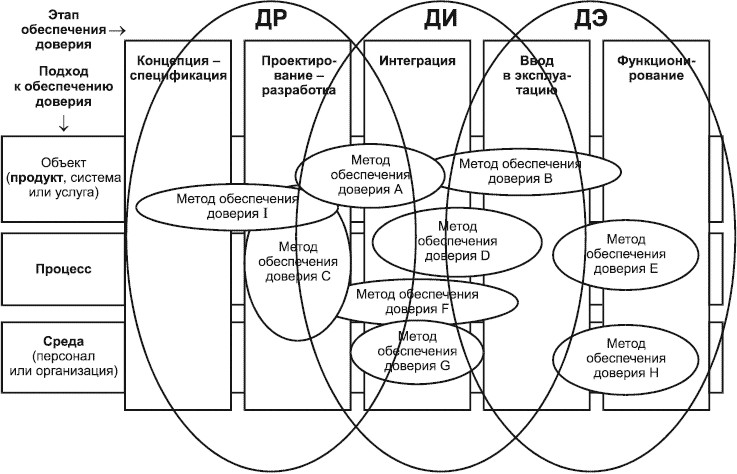 ДР
ДИ
ДЭ
Этап
обеспечения →
доверия
Подход
к обеспечению
доверия
↓
Концепция –
спецификация
Проектиро-
вание –
разработка
Интеграция
Ввод
в эксплуа-
тацию
Функциони-
рование
Объект
(продукт, система
или услуга)
Процесс
Среда
(персонал
или организация)
Метод
обеспечения
доверия A
Метод обеспечения
доверия B
Метод обеспечения
доверия I
Метод
обеспечения
доверия C
Метод
обеспечения
доверия D
Метод
обеспечения
доверия E
Метод обеспечения
доверия F
Метод
обеспечения
доверия G
Метод
обеспечения
доверия H